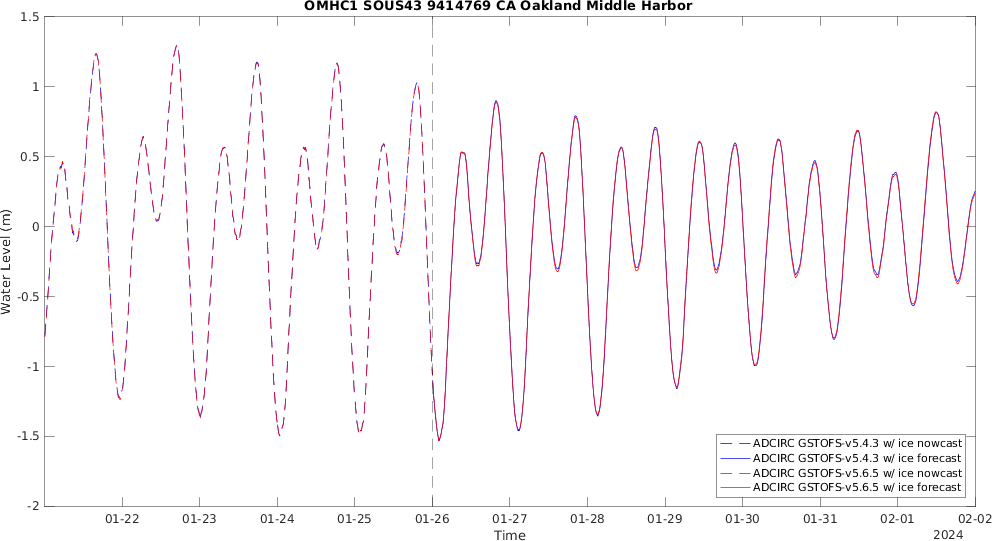 OMHC1 SOUS43 9414769 CA Oakland Middle Harbor
1.5
1
0.5
0
-0.5
-1
-1.5
-2
Water Level (m)
ADCIRC GSTOFS-v5.4.3 w/ ice nowcast
ADCIRC GSTOFS-v5.4.3 w/ ice forecast
ADCIRC GSTOFS-v5.6.5 w/ ice nowcast
ADCIRC GSTOFS-v5.6.5 w/ ice forecast
01-22 01-23 01-24 01-25 01-26 01-27 01-28 01-29 01-30 01-31 02-01 02-02
Time
2024